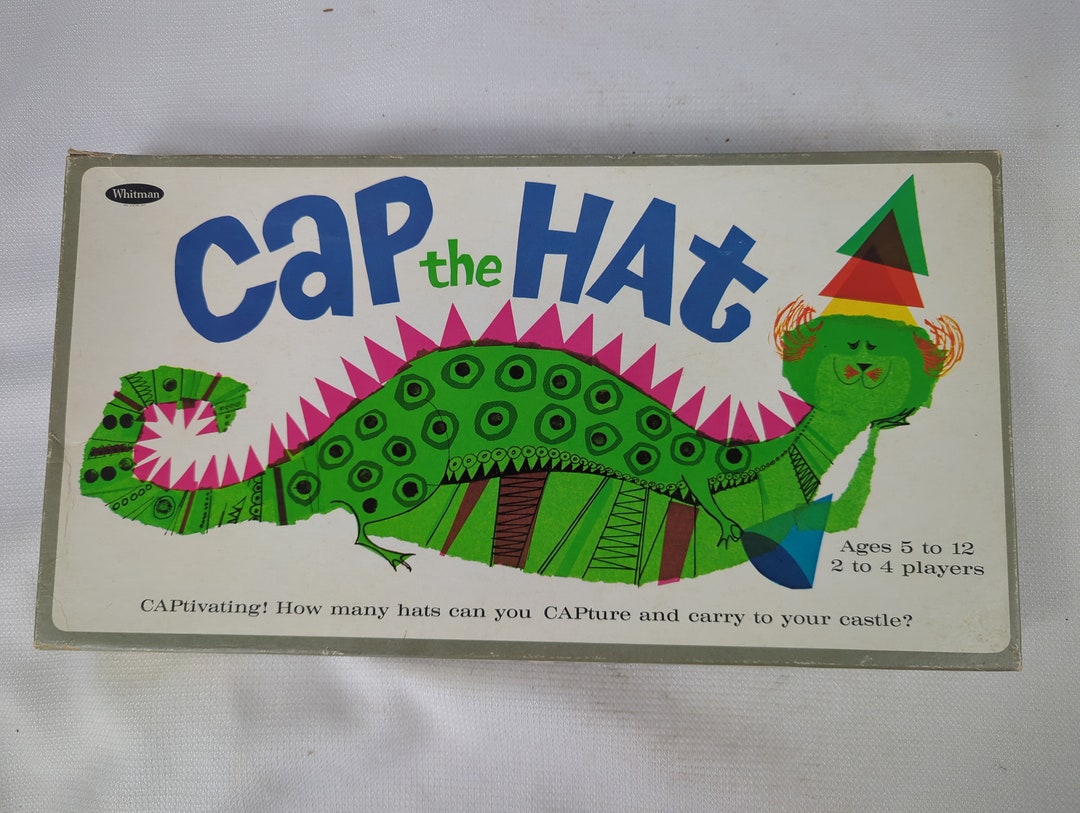 Whitman
Cap the HAt
Ages 5 to 12
2 to 4 players
CAPtivating! How many hats can you CAPture and carry to your castle?